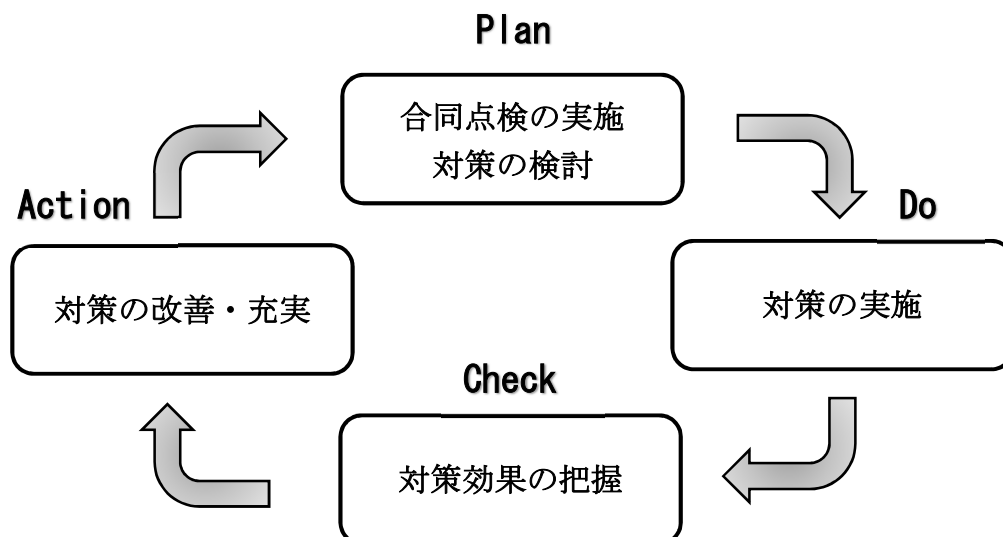 Plan
合同点検の実施
対策の検討
Action
Do
対策の改善・充実
対策の実施
Check
対策効果の把握